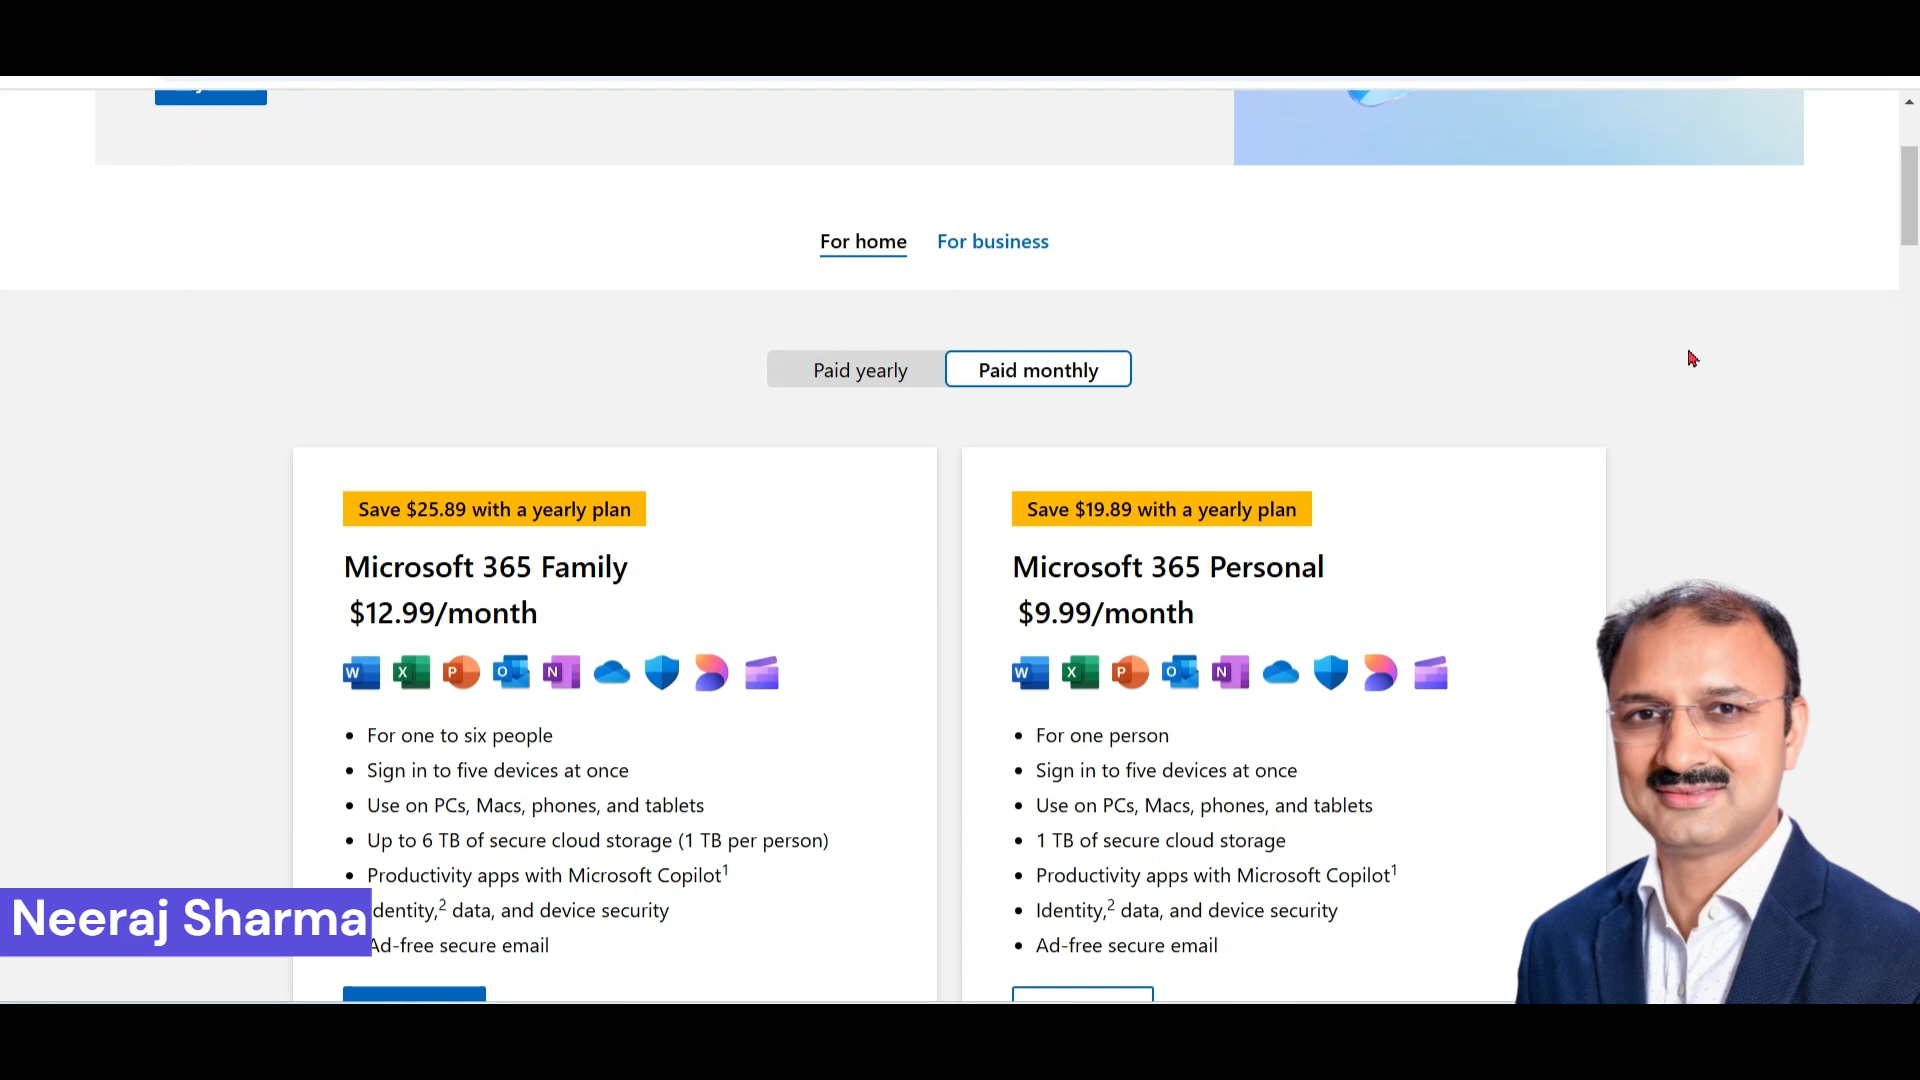 For home For business
Paid yearly Paid monthly
Save $25.89 with a yearly plan
Microsoft 365 Family
$12.99/month
W X P O N
For one to six people
Sign in to five devices at once
Use on PCs, Macs, phones, and tablets
Up to 6 TB of secure cloud storage (1 TB per person)
Productivity apps with Microsoft Copilot¹
dentity,² data, and device security
Ad-free secure email
Save $19.89 with a yearly plan
Microsoft 365 Personal
$9.99/month
W X P O N
For one person
Sign in to five devices at once
Use on PCs, Macs, phones, and tablets
1 TB of secure cloud storage
Productivity apps with Microsoft Copilot¹
Identity,² data, and device security
Ad-free secure email
Neeraj Sharma